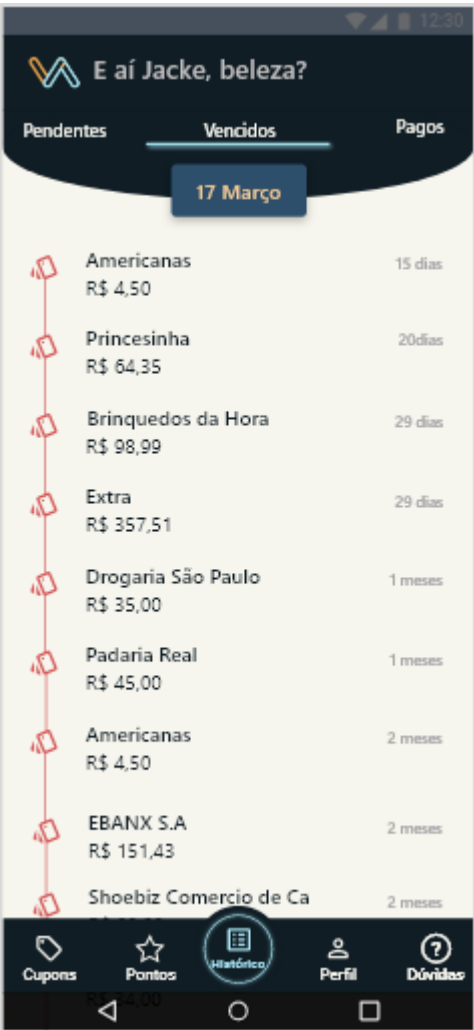 12:30
E aí Jacke, beleza?
Pendentes
Vencidos
Pagos
17 Março
Americanas
15 dias
R$ 4,50
Princesinha
20dias
R$ 64,35
Brinquedos da Hora
29 dias
R$ 98,99
Extra
29 dias
R$ 357,51
Drogaria São Paulo
1 meses
R$ 35,00
Padaria Real
1 meses
R$ 45,00
Americanas
2 meses
R$ 4,50
EBANX S.A
2 meses
R$ 151,43
Shoebiz Comercio de Ca
2 meses
Cupons
Pontos
Histórico
Perfil
Dúvidas
R$ 34,00